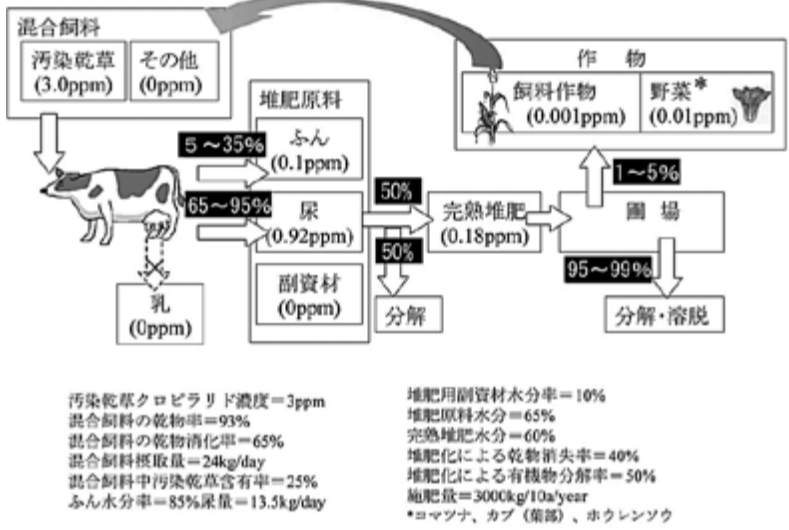 混合飼料
汚染乾草
(3.0ppm)
その他
(0ppm)
作 物
飼料作物
(0.001ppm)
野菜*
(0.01ppm)
堆肥原料
ふん
(0.1ppm)
5～35%
65～95%
尿
(0.92ppm)
副資材
(0ppm)
乳
(0ppm)
50%
50%
分解
完熟堆肥
(0.18ppm)
圃 場
1～5%
95～99%
分解・溶脱
汚染乾草クロピラリド濃度＝3ppm
混合飼料の乾物率＝93%
混合飼料の乾物消化率＝65%
混合飼料摂取量＝24kg/day
混合飼料中汚染乾草含有率＝25%
ふん水分率＝85%尿量＝13.5kg/day
堆肥用副資材水分率＝10%
堆肥原料水分＝65%
完熟堆肥水分＝60%
堆肥化による乾物消失率＝40%
堆肥化による有機物分解率＝50%
施肥量＝3000kg/10a/year
*コマツナ、カブ（葉部）、ホウレンソウ